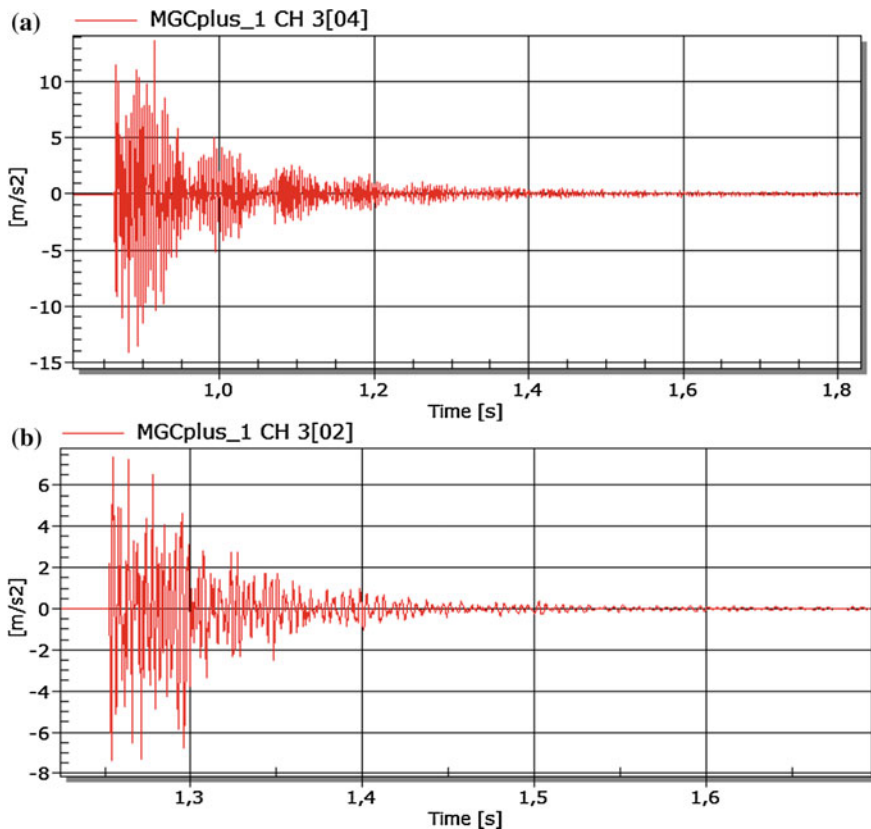 (a)
MGCplus_1 CH 3[04]
[m/s2]
10
5
0
-5
-10
-15
1,0
1,2
1,4
1,6
1,8
Time [s]
(b)
MGCplus_1 CH 3[02]
[m/s2]
6
4
2
0
-2
-4
-6
-8
1,3
1,4
1,5
1,6
Time [s]